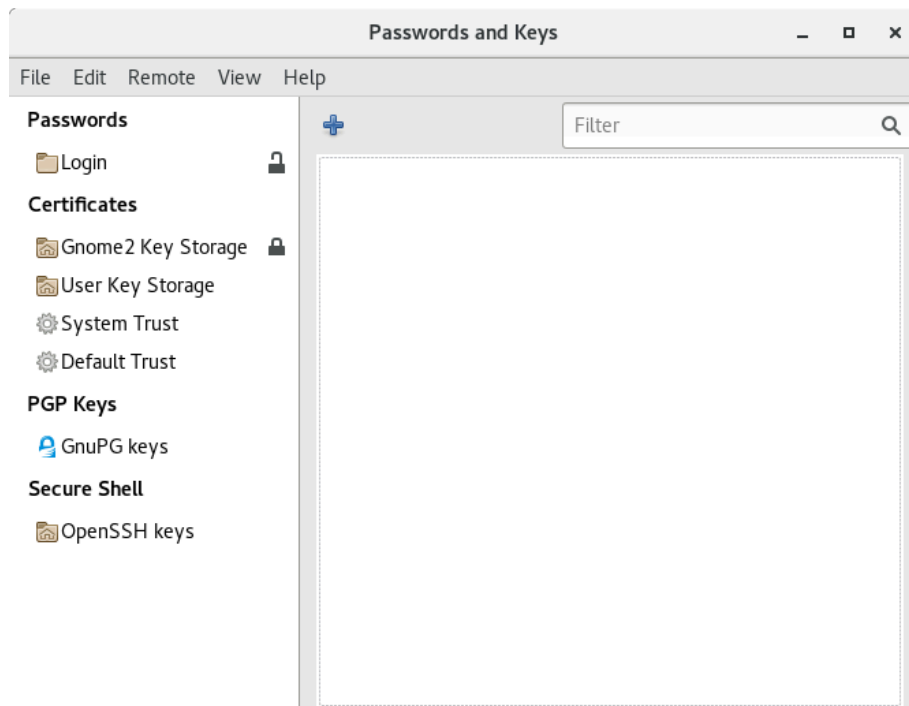 Passwords and Keys
File Edit Remote View Help
Passwords
Filter
Login
Certificates
Gnome2 Key Storage
User Key Storage
System Trust
Default Trust
PGP Keys
GnuPG keys
Secure Shell
OpenSSH keys